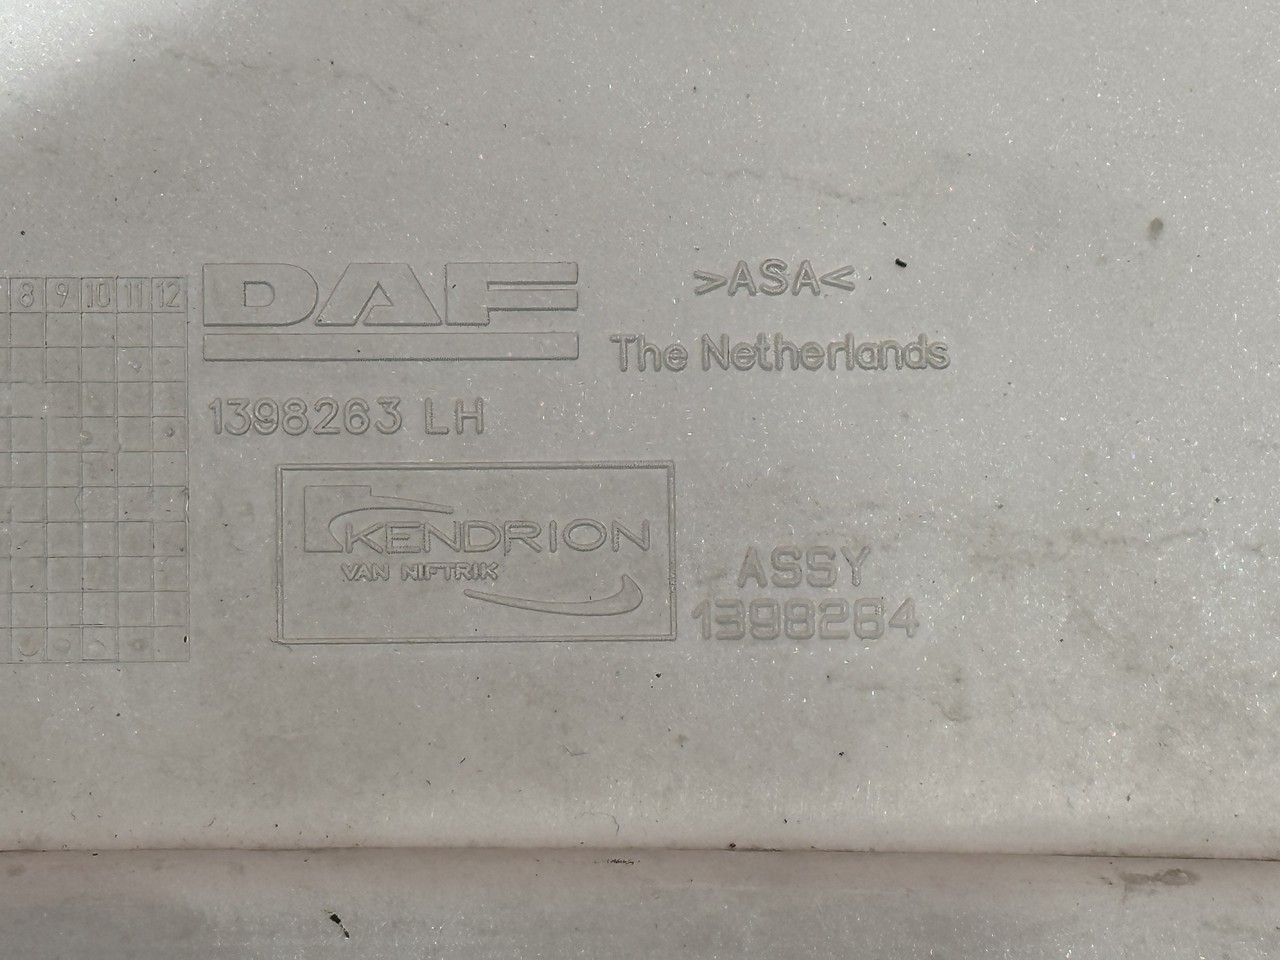 8 9 10 11 12
DAF
>ASA<
The Netherlands
1398263 LH
KENDRION
VAN NIFTRIK
ASSY
1398264